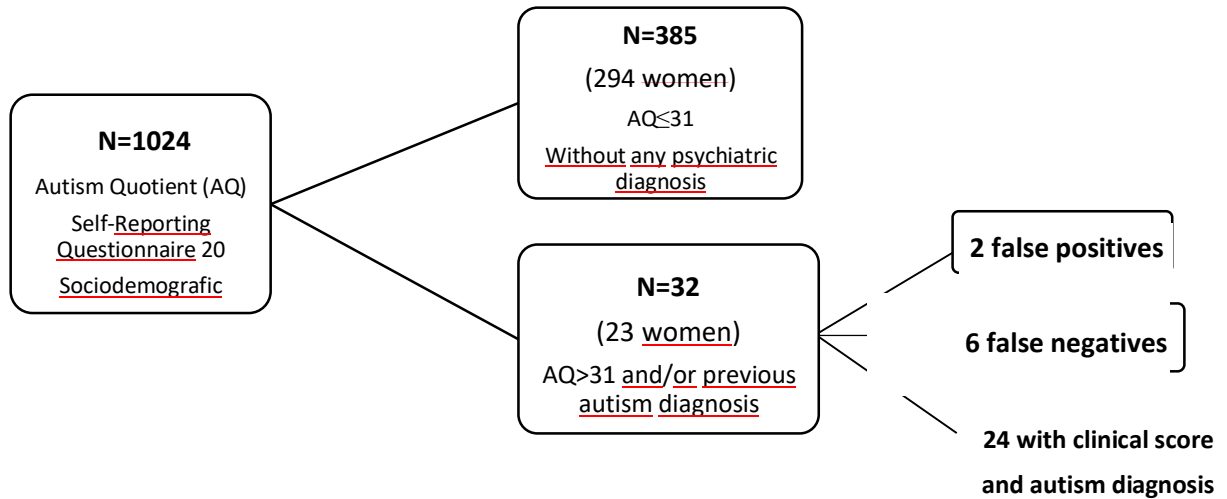 N=1024
Autism Quotient (AQ)
Self-Reporting
Questionnaire 20
Sociodemografic
N=385
(294 women)
AQ≤31
Without any psychiatric
diagnosis
N=32
(23 women)
AQ>31 and/or previous
autism diagnosis
2 false positives
6 false negatives
24 with clinical score
and autism diagnosis